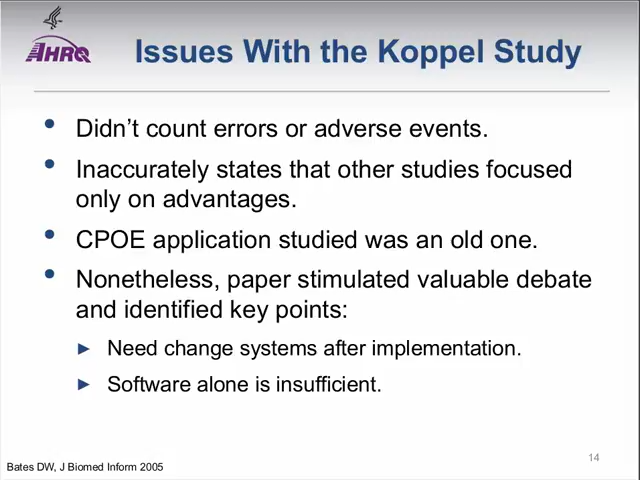 AHRQ
Issues With the Koppel Study
• Didn’t count errors or adverse events.
• Inaccurately states that other studies focused
only on advantages.
• CPOE application studied was an old one.
• Nonetheless, paper stimulated valuable debate
and identified key points:
► Need change systems after implementation.
► Software alone is insufficient.
14
Bates DW, J Biomed Inform 2005